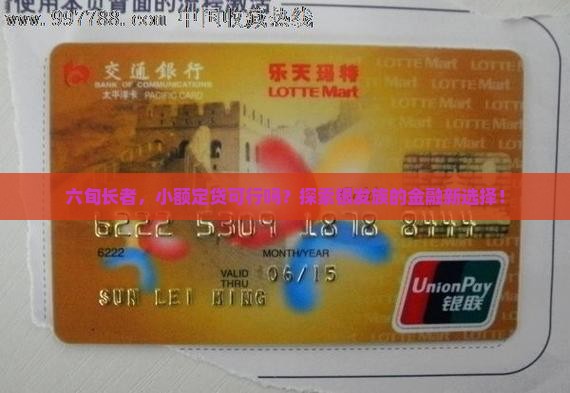 使用本页背面的流程激活
www.997788.com 中国收藏热线
交通银行
BANK OF COMMUNICATIONS
太平洋卡 PACIFIC CARD
乐天玛特
LOTTE Mart
六旬长者，小额定贷可行吗？探索银发族的金融新选择！
6222 5309 1878 8444
6222
MONTH/YEAR
VALID THRU 06/15
SUN LEI MING
UnionPay
银联